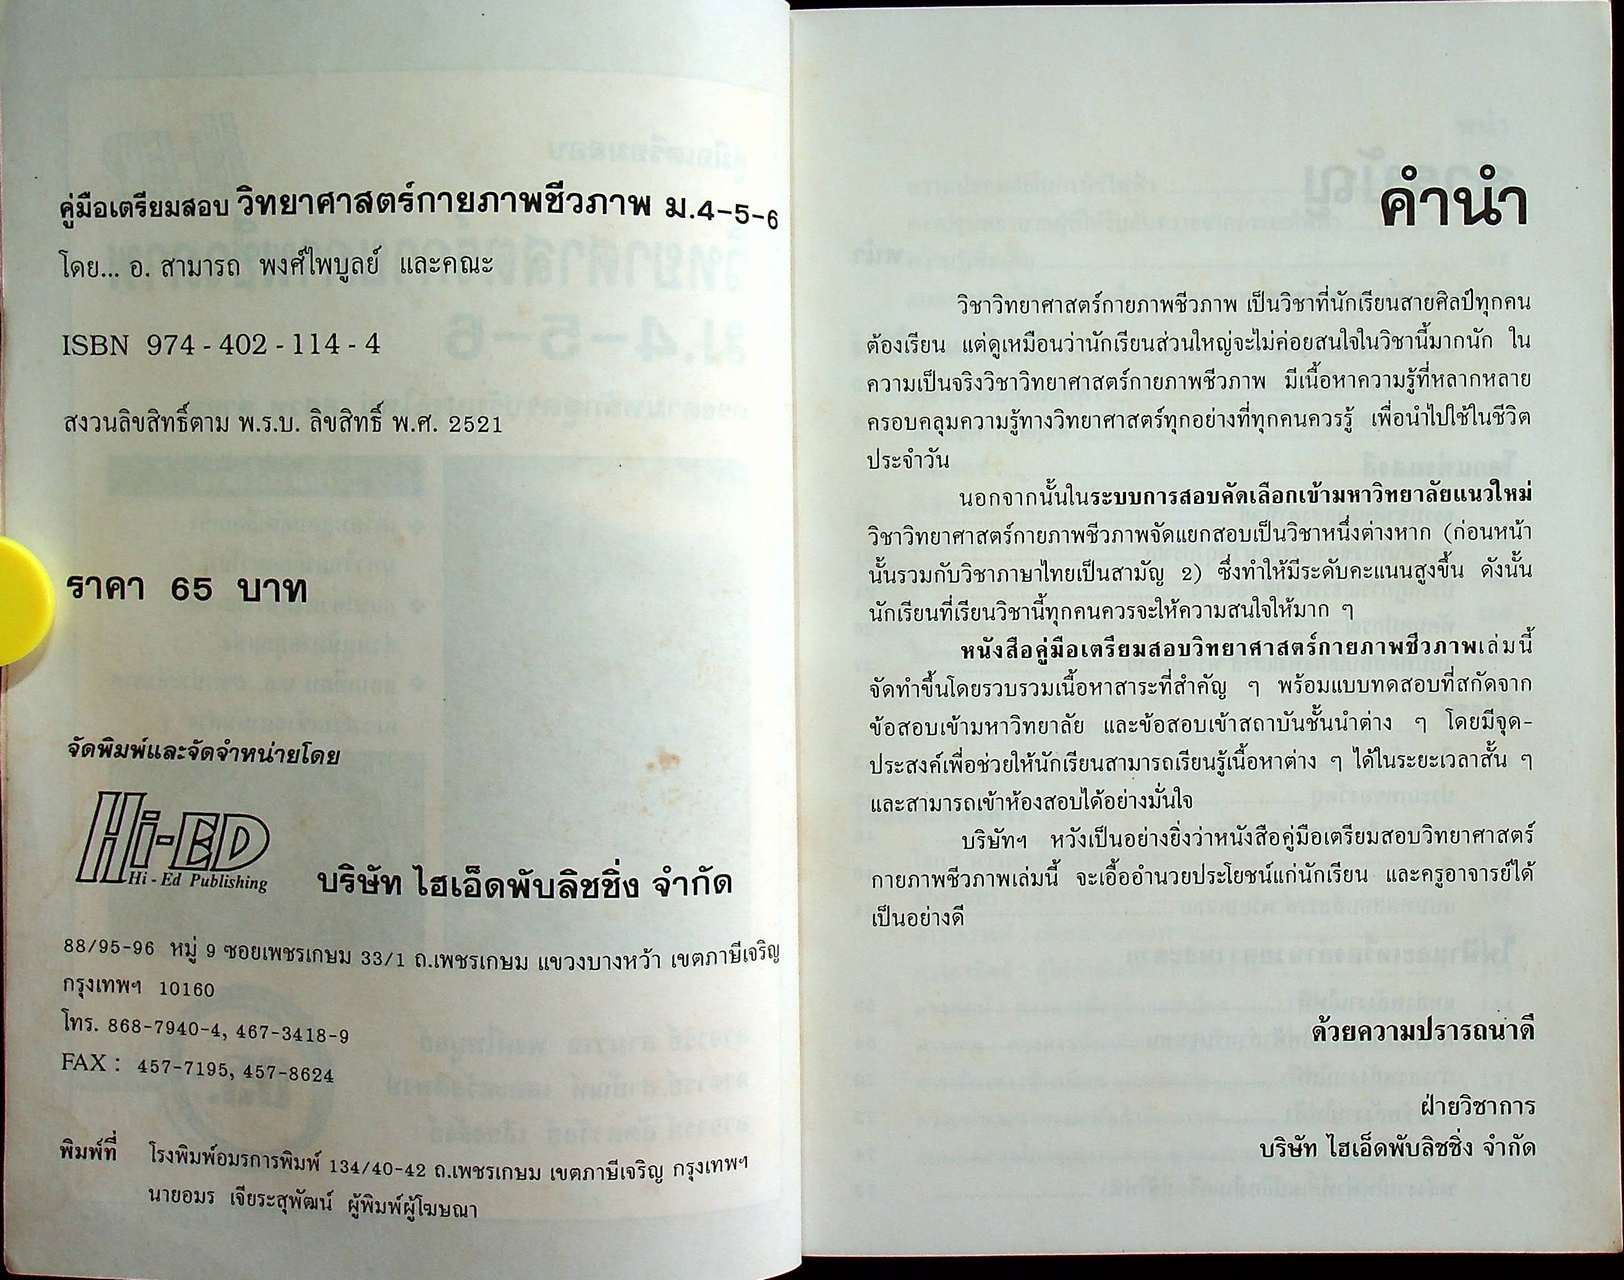 คู่มือเตรียมสอบ วิทยาศาสตร์กายภาพชีวภาพ ม.4-5-6
โดย... อ. สามารถ พงศ์ไพบูลย์ และคณะ
ISBN 974 - 402 - 114 - 4
สงวนลิขสิทธิ์ตาม พ.ร.บ. ลิขสิทธิ์ พ.ศ. 2521
ราคา 65 บาท
จัดพิมพ์และจัดจำหน่ายโดย
Hi-ED
Hi - Ed Publishing
บริษัท ไฮเอ็ดพับลิชชิ่ง จำกัด
88/95-96 หมู่ 9 ซอยเพชรเกษม 33/1 ถ.เพชรเกษม แขวงบางหว้า เขตภาษีเจริญ
กรุงเทพฯ 10160
โทร. 868-7940-4, 467-3418-9
FAX : 457-7195, 457-8624
พิมพ์ที่ โรงพิมพ์อมรการพิมพ์ 134/40-42 ถ.เพชรเกษม เขตภาษีเจริญ กรุงเทพฯ
นายอมร เจียระสุพัฒน์ ผู้พิมพ์ผู้โฆษณา
คำนำ
วิชาวิทยาศาสตร์กายภาพชีวภาพ เป็นวิชาที่นักเรียนสายศิลป์ทุกคน
ต้องเรียน แต่ดูเหมือนว่านักเรียนส่วนใหญ่จะไม่ค่อยสนใจในวิชานี้มากนัก ใน
ความเป็นจริงวิชาวิทยาศาสตร์กายภาพชีวภาพ มีเนื้อหาความรู้ที่หลากหลาย
ครอบคลุมความรู้ทางวิทยาศาสตร์ทุกอย่างที่ทุกคนควรรู้ เพื่อนำไปใช้ในชีวิต
ประจำวัน
นอกจากนั้นในระบบการสอบคัดเลือกเข้ามหาวิทยาลัยแนวใหม่
วิชาวิทยาศาสตร์กายภาพชีวภาพจัดแยกสอบเป็นวิชาหนึ่งต่างหาก (ก่อนหน้า
นั้นรวมกับวิชาภาษาไทยเป็นสามัญ 2) ซึ่งทำให้มีระดับคะแนนสูงขึ้น ดังนั้น
นักเรียนที่เรียนวิชานี้ทุกคนควรจะให้ความสนใจให้มาก ๆ
หนังสือคู่มือเตรียมสอบวิทยาศาสตร์กายภาพชีวภาพเล่มนี้
จัดทำขึ้นโดยรวบรวมเนื้อหาสาระที่สำคัญ ๆ พร้อมแบบทดสอบที่สกัดจาก
ข้อสอบเข้ามหาวิทยาลัย และข้อสอบเข้าสถาบันชั้นนำต่าง ๆ โดยมีจุด-
ประสงค์เพื่อช่วยให้นักเรียนสามารถเรียนรู้เนื้อหาต่าง ๆ ได้ในระยะเวลาสั้น ๆ
และสามารถเข้าห้องสอบได้อย่างมั่นใจ
บริษัทฯ หวังเป็นอย่างยิ่งว่าหนังสือคู่มือเตรียมสอบวิทยาศาสตร์
กายภาพชีวภาพเล่มนี้ จะเอื้ออำนวยประโยชน์แก่นักเรียน และครูอาจารย์ได้
เป็นอย่างดี
ด้วยความปรารถนาดี
ฝ่ายวิชาการ
บริษัท ไฮเอ็ดพับลิชชิ่ง จำกัด